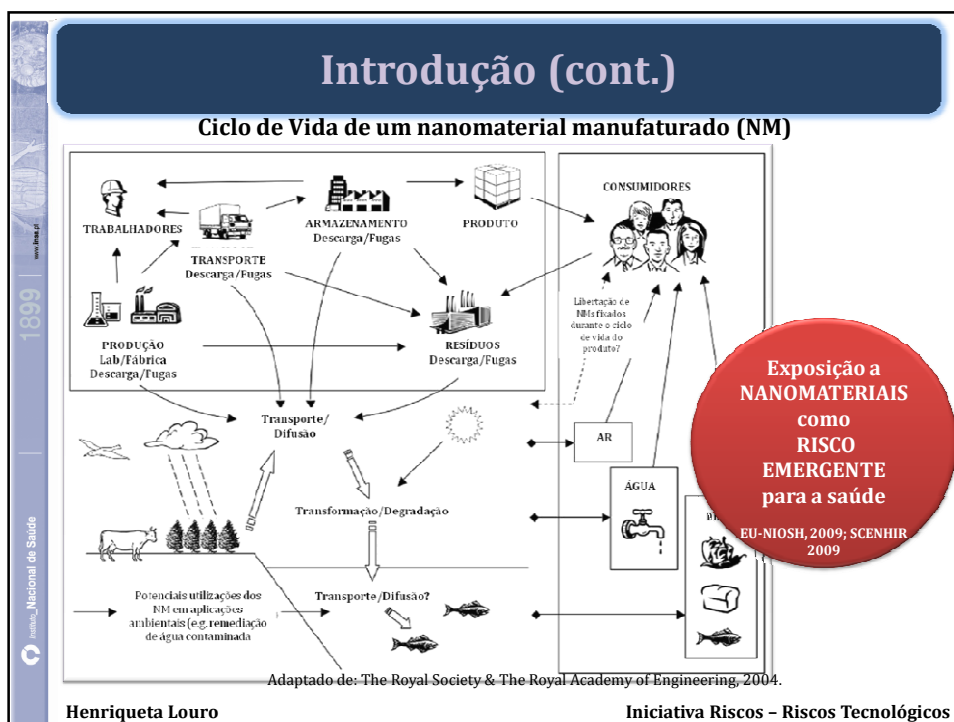 Introdução (cont.)
Ciclo de Vida de um nanomaterial manufaturado (NM)
TRABALHADORES
TRANSPORTE
Descarga/Fugas
ARMAZENAMENTO
Descarga/Fugas
PRODUTO
CONSUMIDORES
PRODUÇÃO
Lab/Fábrica
Descarga/Fugas
RESÍDUOS
Descarga/Fugas
Libertação de
NMs fixados
durante o ciclo
de vida do
produto?
Transporte/
Difusão
Transformação/Degradação
Transporte/Difusão?
Potenciais utilizações dos
NM em aplicações
ambientais (e.g. remediação
de água contaminada
AR
ÁGUA
Exposição a
NANOMATERIAIS
como
RISCO
EMERGENTE
para a saúde
EU-NIOSH, 2009; SCENHIR
2009
Adaptado de: The Royal Society & The Royal Academy of Engineering, 2004.
Henriqueta Louro
Iniciativa Riscos – Riscos Tecnológicos
Instituto_Nacional de Saúde
1899
www.insa.pt